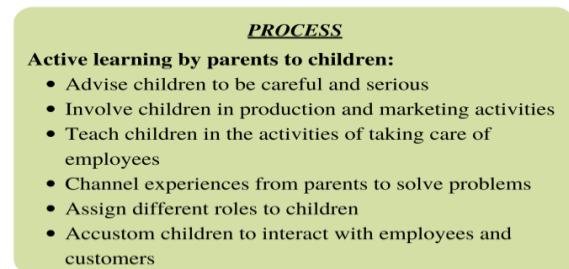 PROCESS
Active learning by parents to children:
• Advise children to be careful and serious
• Involve children in production and marketing activities
• Teach children in the activities of taking care of
employees
• Channel experiences from parents to solve problems
• Assign different roles to children
• Accustom children to interact with employees and
customers